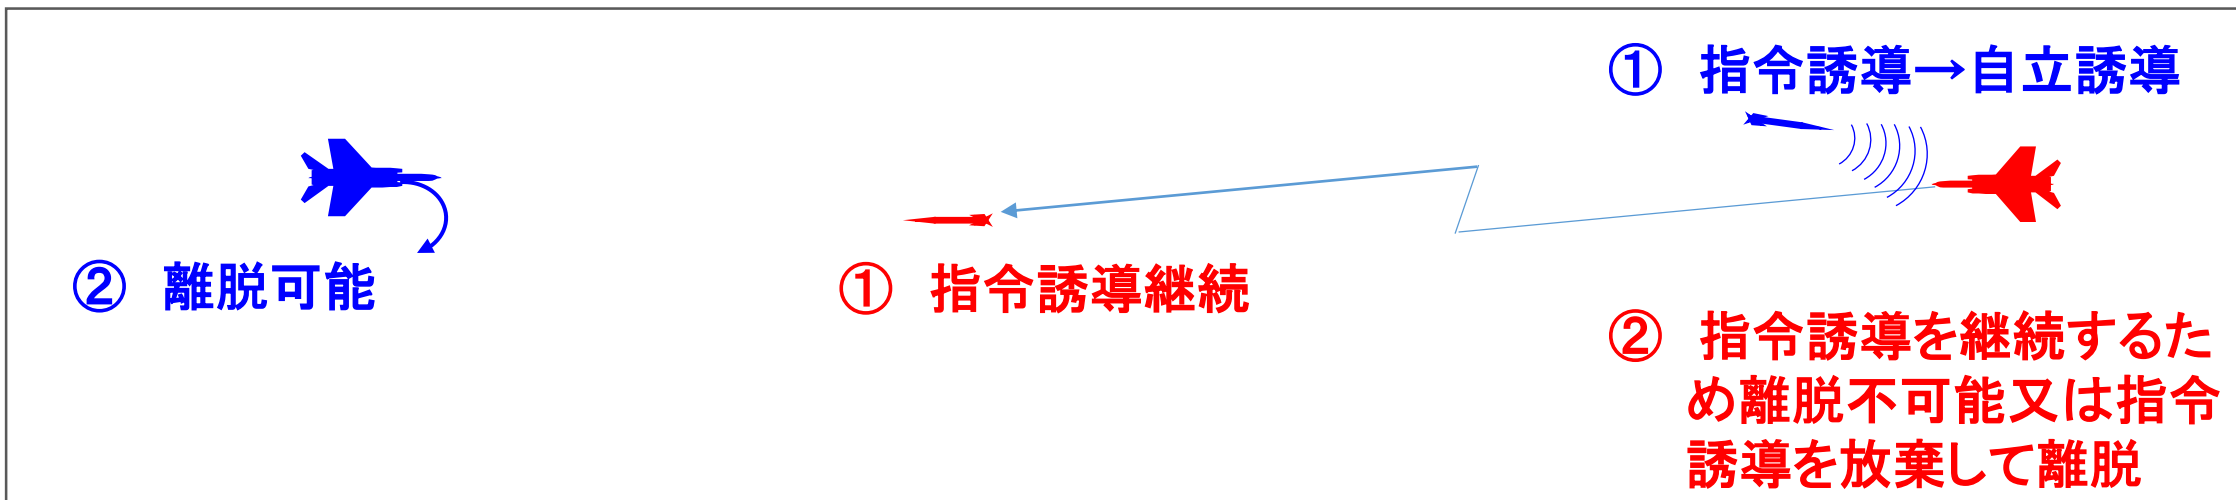 ① 指令誘導→自立誘導
② 離脱可能
① 指令誘導継続
② 指令誘導を継続するた
め離脱不可能又は指令
誘導を放棄して離脱